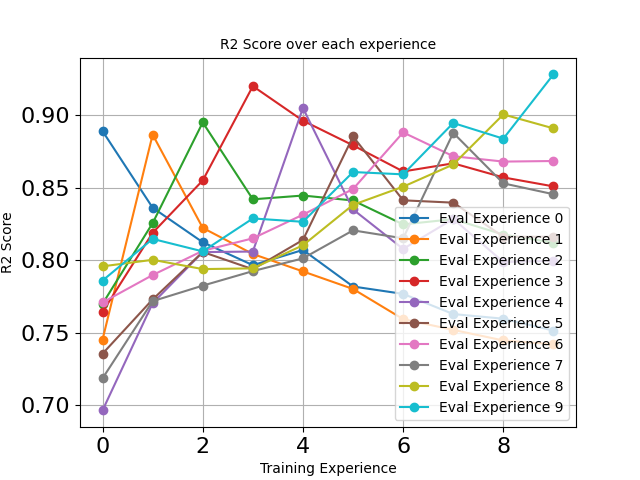 R2 Score over each experience
R2 Score
0.90
0.85
0.80
0.75
0.70
0
2
4
6
8
Training Experience
Eval Experience 0
Eval Experience 1
Eval Experience 2
Eval Experience 3
Eval Experience 4
Eval Experience 5
Eval Experience 6
Eval Experience 7
Eval Experience 8
Eval Experience 9